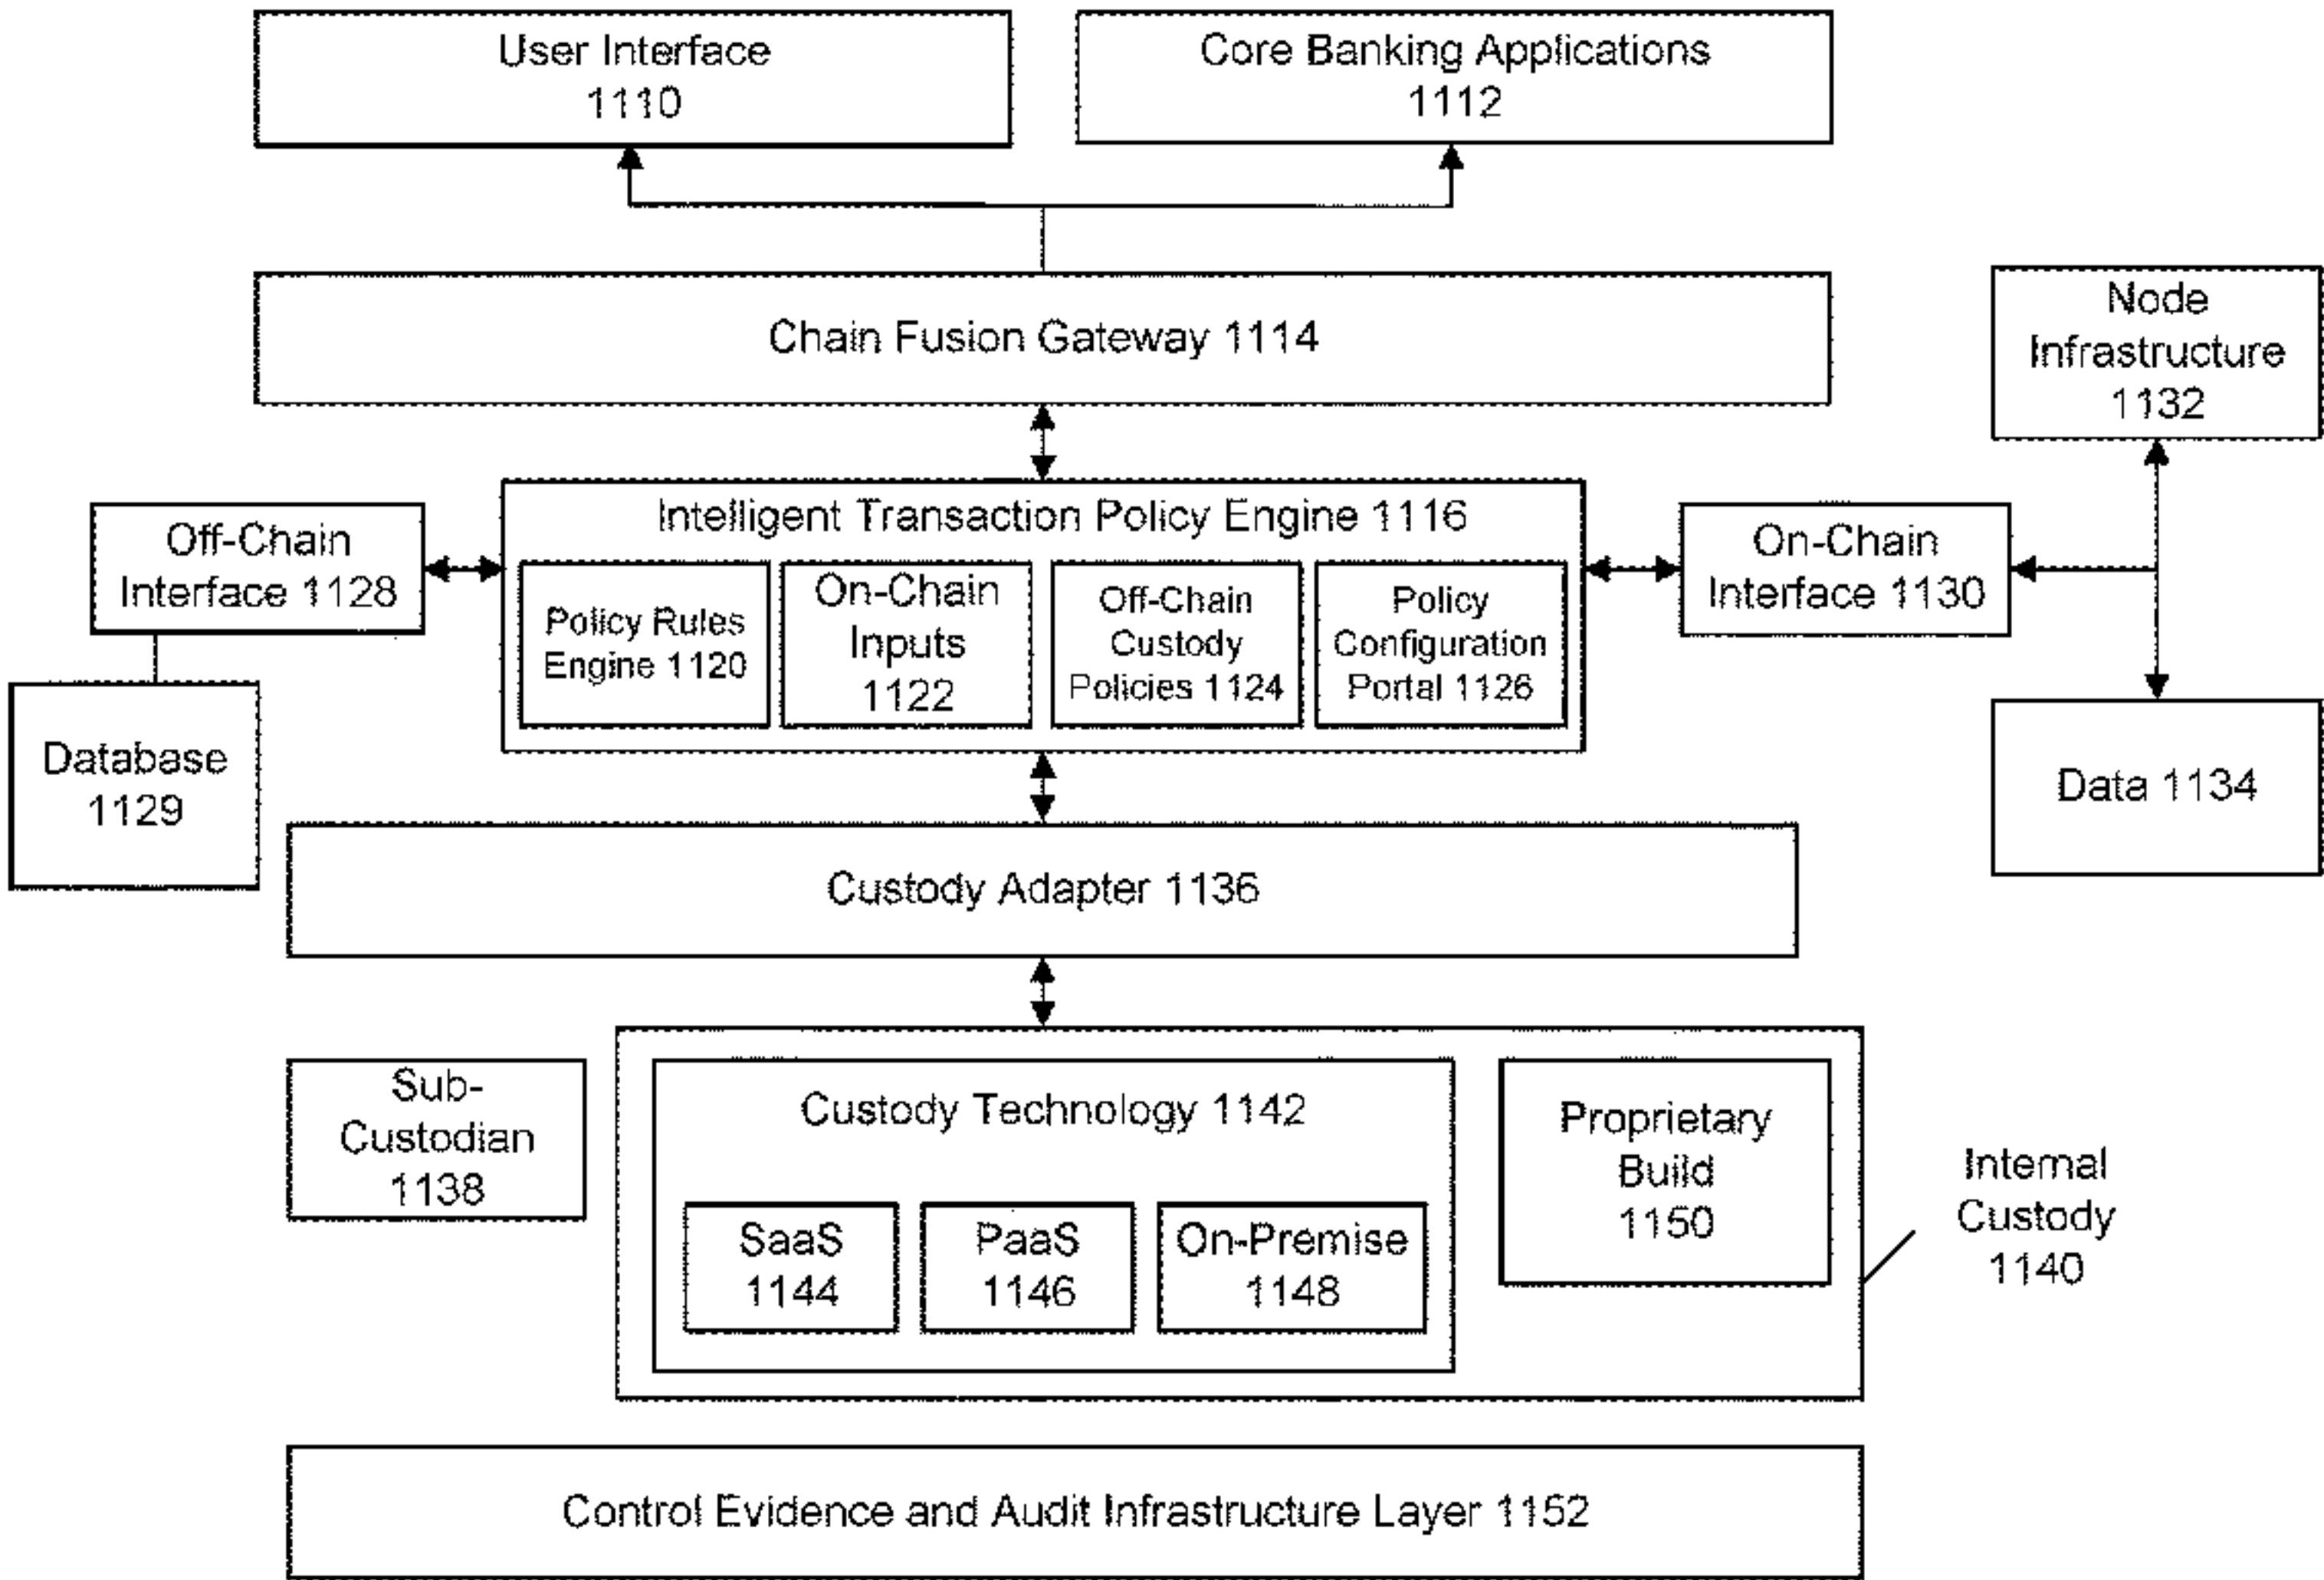 User Interface
1110
Core Banking Applications
1112
Chain Fusion Gateway 1114
Node
Infrastructure
1132
Intelligent Transaction Policy Engine 1116
Off-Chain
Interface 1128
Policy Rules
Engine 1120
On-Chain
Inputs
1122
Off-Chain
Custody
Policies 1124
Policy
Configuration
Portal 1126
On-Chain
Interface 1130
Database
1129
Data 1134
Custody Adapter 1136
Sub-
Custodian
1138
Custody Technology 1142
SaaS
1144
PaaS
1146
On-Premise
1148
Proprietary
Build
1150
Internal
Custody
1140
Control Evidence and Audit Infrastructure Layer 1152